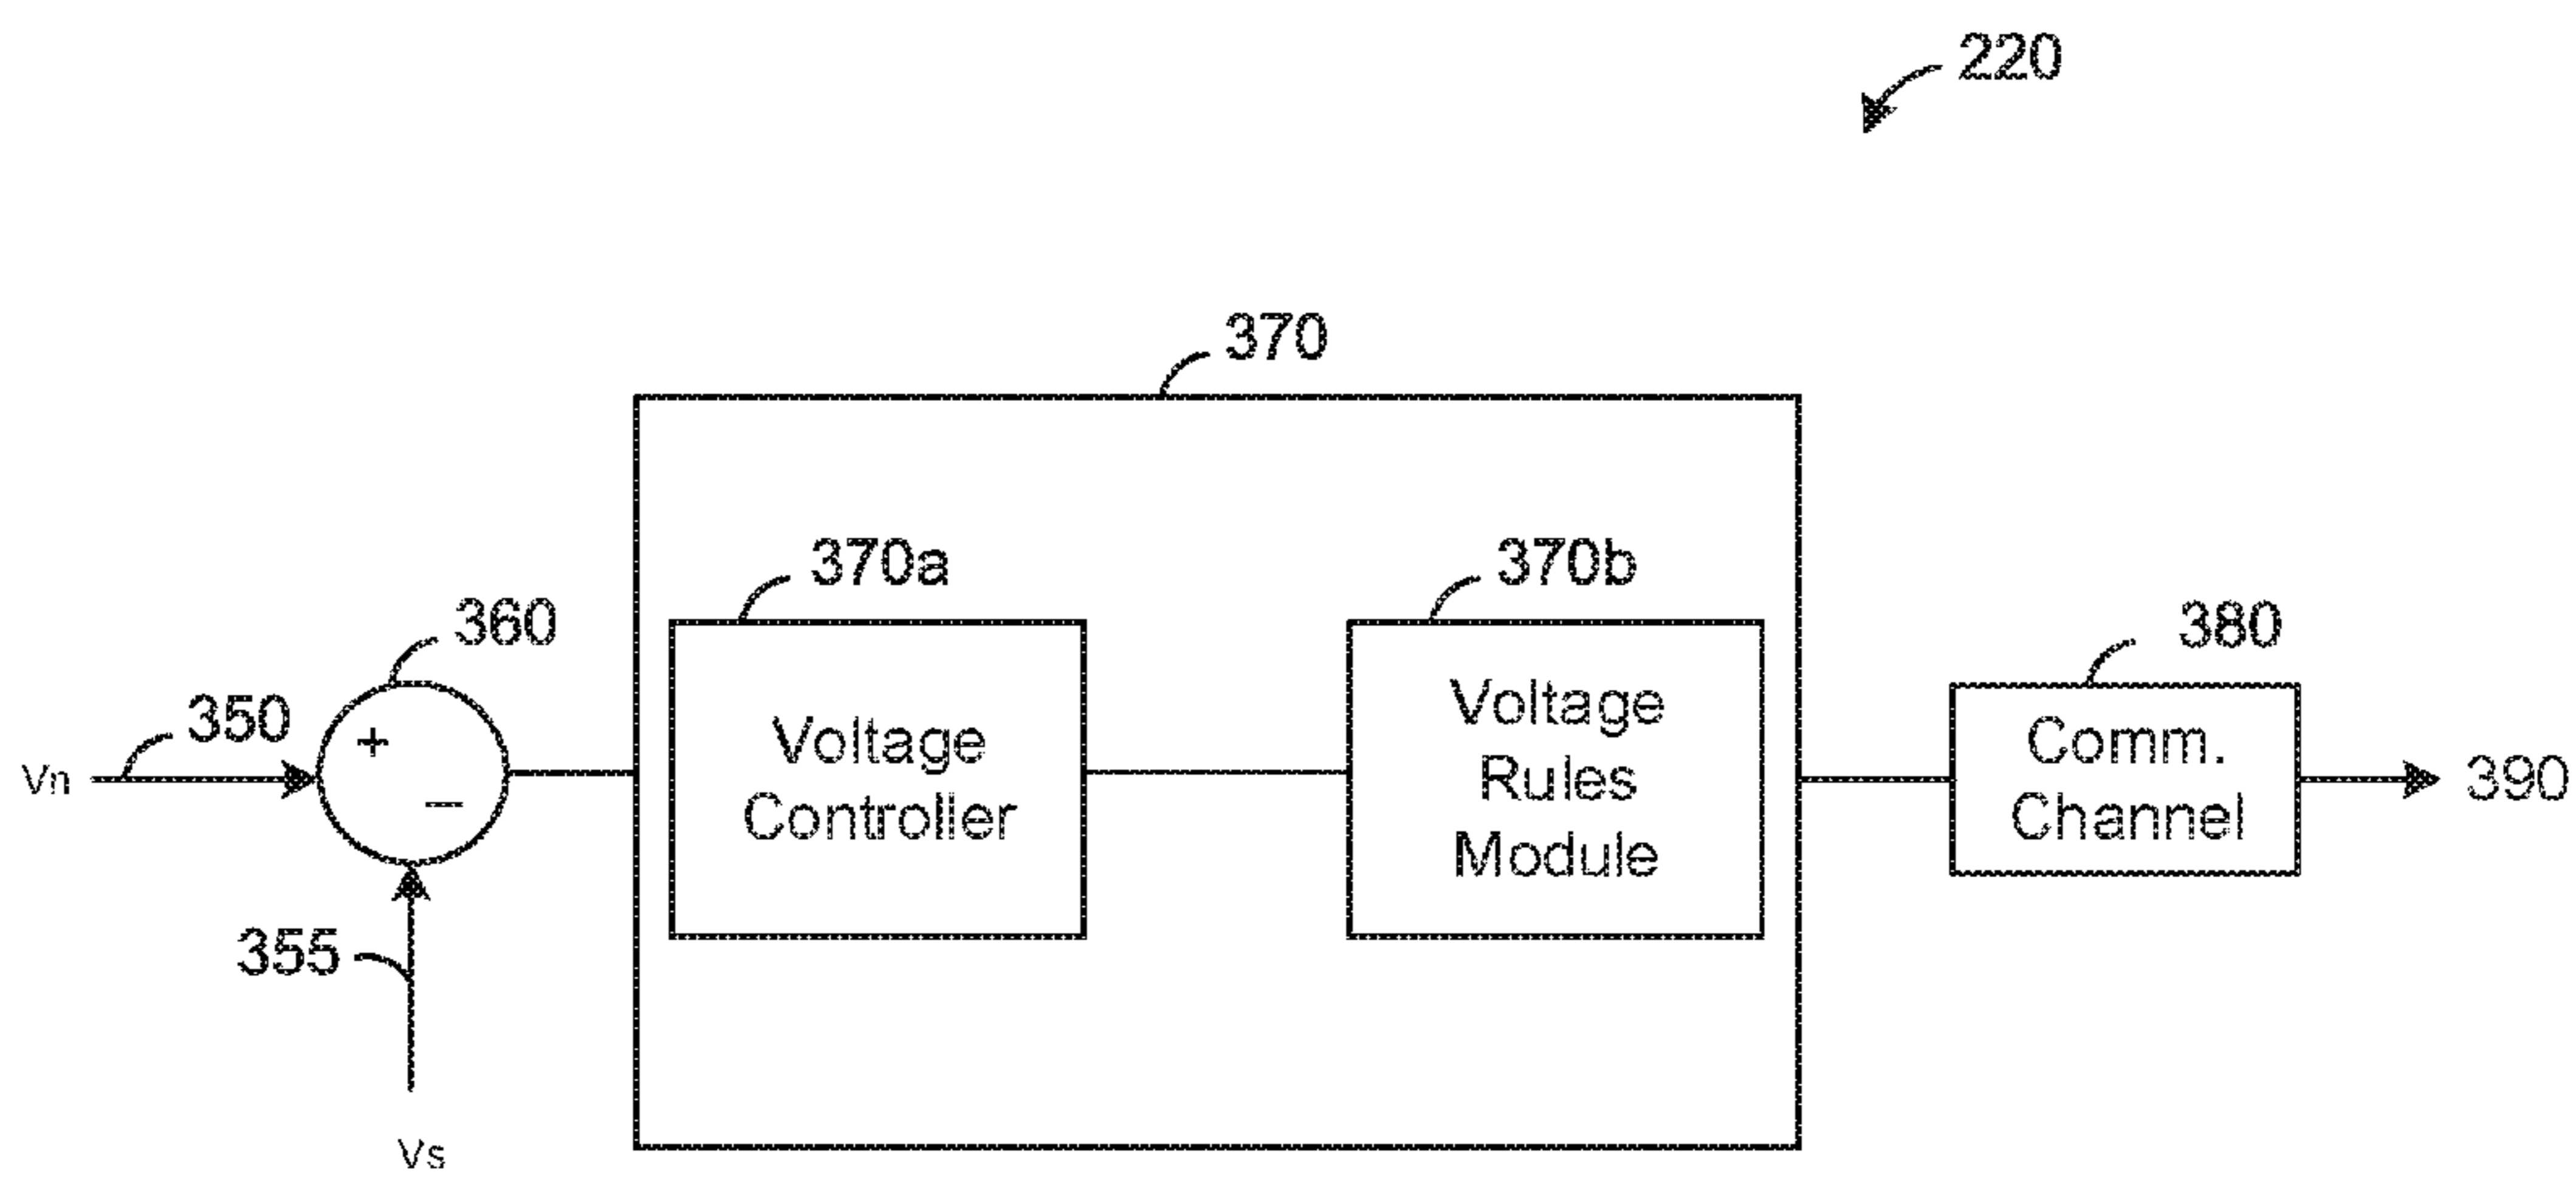 220
370
370a
370b
360
380
350
+
Vn
−
Voltage
Controller
Voltage
Rules
Module
Comm.
Channel
390
355
Vs